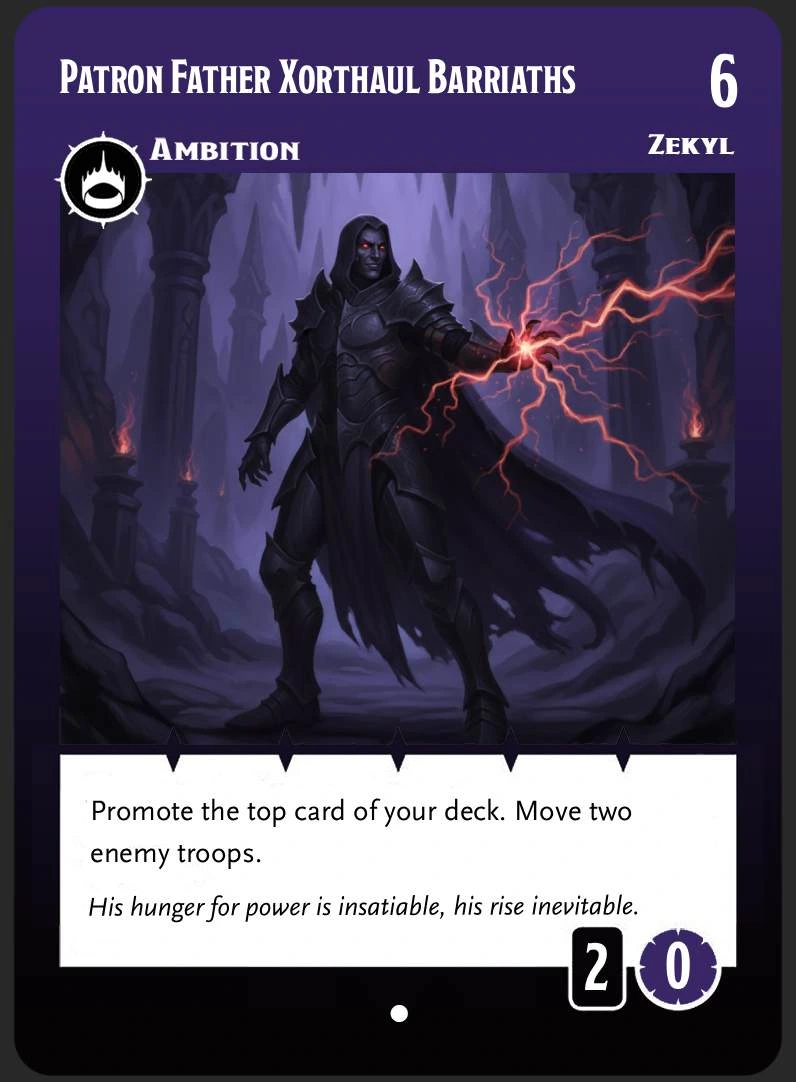 Patron Father Xorthaul Barriaths
6
Ambition
Zekyl
Promote the top card of your deck. Move two
enemy troops.
His hunger for power is insatiable, his rise inevitable.
2
0